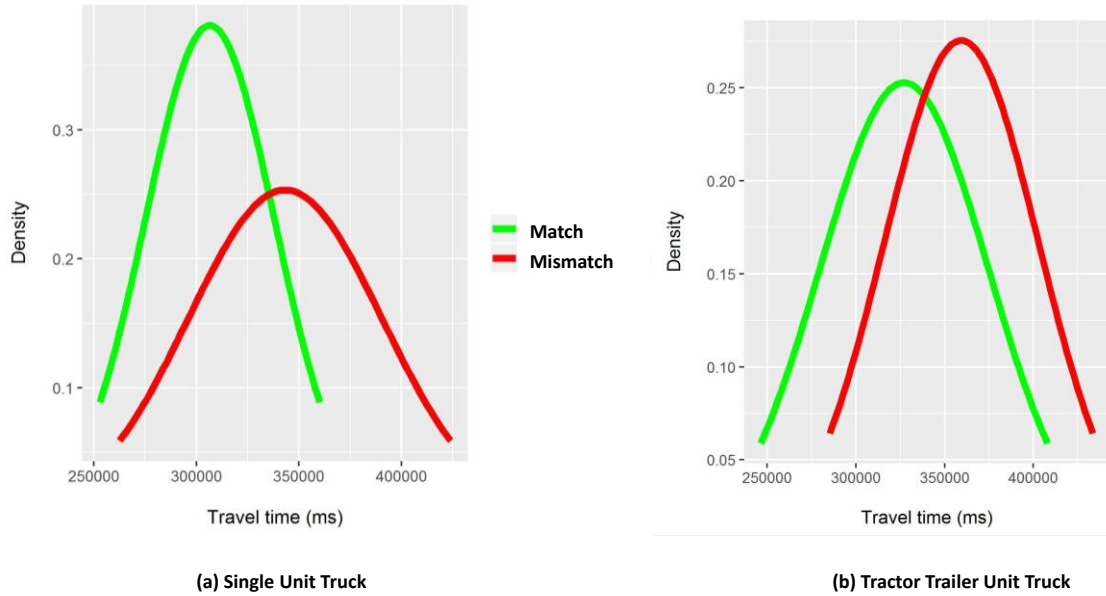 0.3
0.2
0.1
Density
250000 300000 350000 400000
Travel time (ms)
(a) Single Unit Truck
Match
Mismatch
0.25
0.20
0.15
0.10
0.05
Density
250000 300000 350000 400000
Travel time (ms)
(b) Tractor Trailer Unit Truck